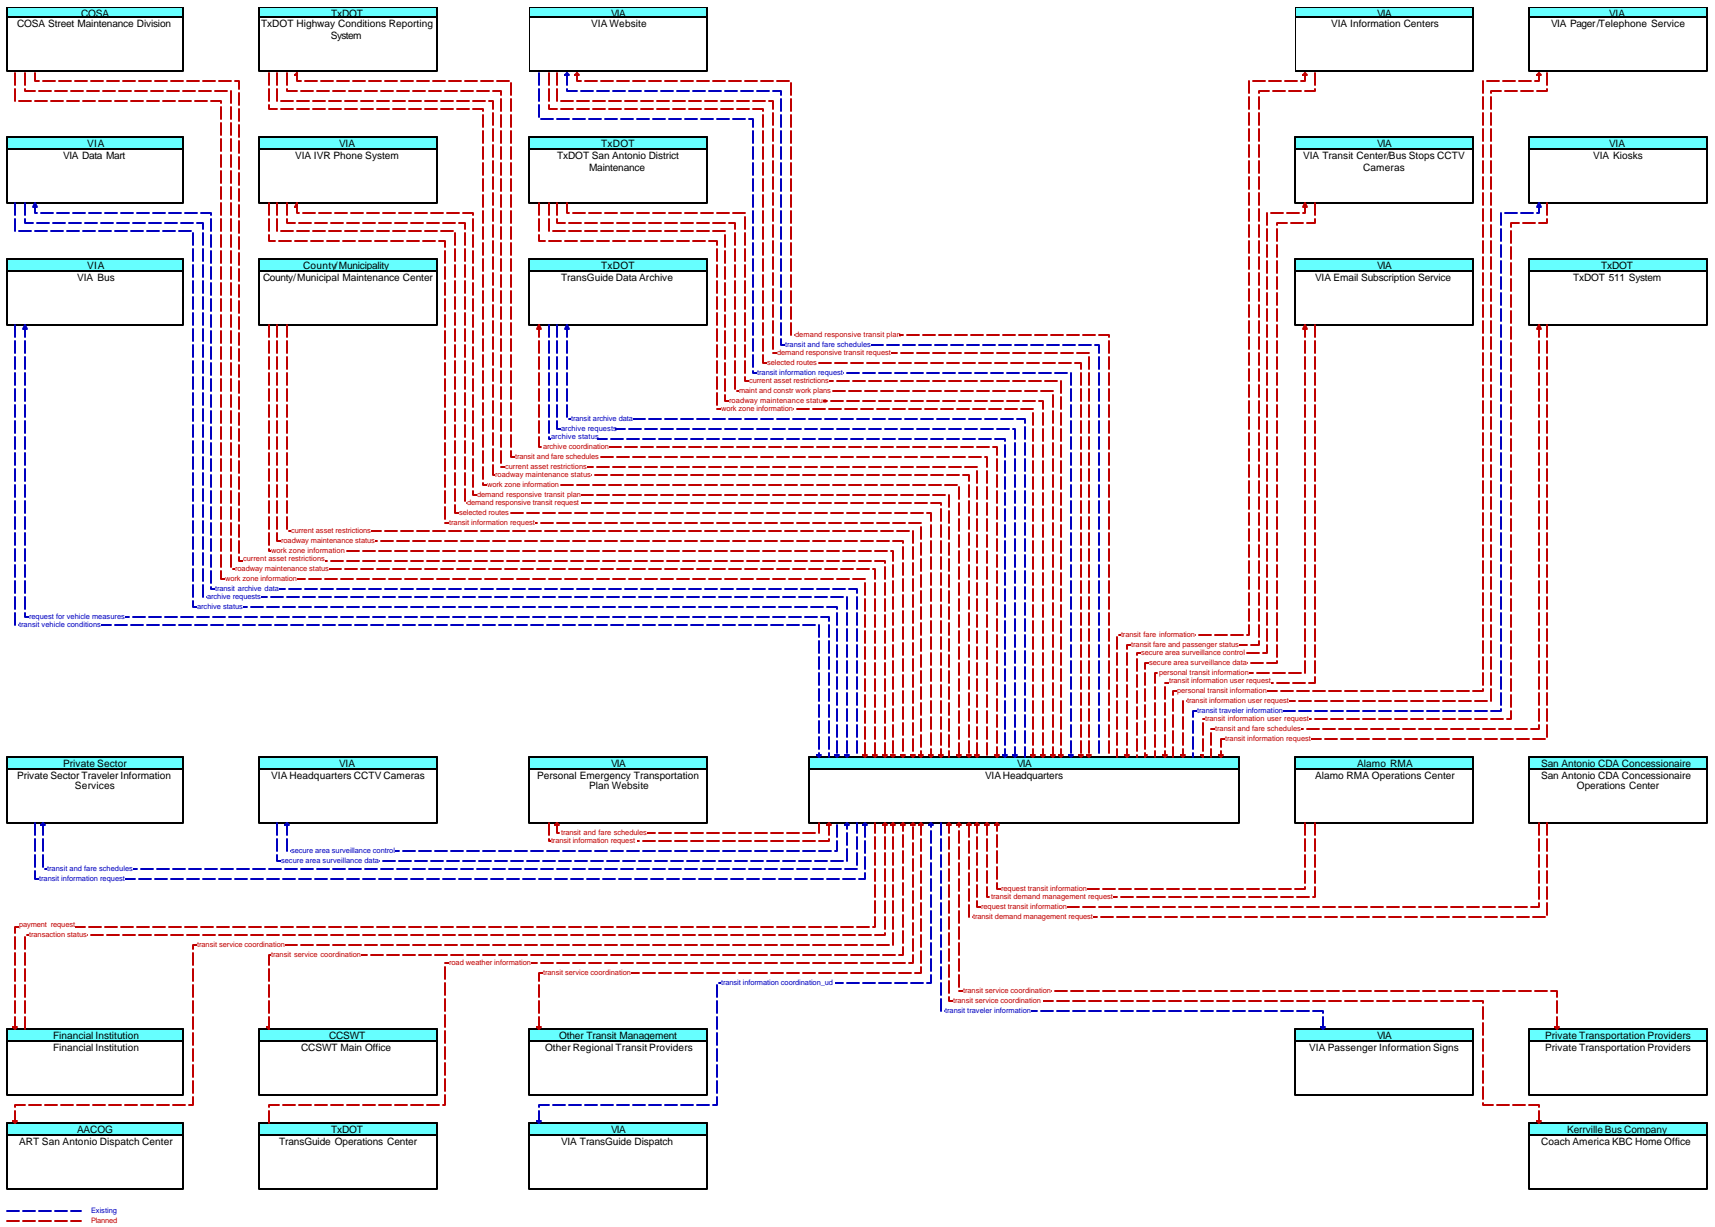 COSA
COSA Street Maintenance Division
TxDOT
TxDOT Highway Conditions Reporting
System
VIA
VIA Website
VIA
VIA Information Centers
VIA
VIA Pager/Telephone Service
VIA
VIA Data Mart
VIA
VIA IVR Phone System
TxDOT
TxDOT San Antonio District
Maintenance
VIA
VIA Transit Center/Bus Stops CCTV
Cameras
VIA
VIA Kiosks
VIA
VIA Bus
County/Municipality
County/Municipal Maintenance Center
TxDOT
TransGuide Data Archive
VIA
VIA Email Subscription Service
TxDOT
TxDOT 511 System
demand responsive transit plan
transit and fare schedules
demand responsive transit request
selected routes
transit information request
current asset restrictions
maint and constr work plans
roadway maintenance status
work zone information
transit archive data
archive requests
archive status
archive coordination
transit and fare schedules
current asset restrictions
roadway maintenance status
work zone information
demand responsive transit plan
demand responsive transit request
selected routes
transit information request
current asset restrictions
roadway maintenance status
work zone information
current asset restrictions
roadway maintenance status
work zone information
transit archive data
archive requests
archive status
request for vehicle measures
transit vehicle conditions
transit fare information
transit fare and passenger status
secure area surveillance control
secure area surveillance data
personal transit information
transit information user request
personal transit information
transit information user request
transit traveler information
transit information user request
transit and fare schedules
transit information request
Private Sector
Private Sector Traveler Information
Services
VIA
VIA Headquarters CCTV Cameras
VIA
Personal Emergency Transportation
Plan Website
VIA
VIA Headquarters
Alamo RMA
Alamo RMA Operations Center
San Antonio CDA Concessionaire
San Antonio CDA Concessionaire
Operations Center
transit and fare schedules
transit information request
secure area surveillance control
secure area surveillance data
transit and fare schedules
transit information request
request transit information
transit demand management request
request transit information
transit demand management request
payment request
transaction status
transit service coordination
transit service coordination
road weather information
transit service coordination
transit information coordination_ud
transit service coordination
transit service coordination
transit traveler information
Financial Institution
Financial Institution
CCSWT
CCSWT Main Office
Other Transit Management
Other Regional Transit Providers
VIA
VIA Passenger Information Signs
Private Transportation Providers
Private Transportation Providers
AACOG
ART San Antonio Dispatch Center
TxDOT
TransGuide Operations Center
VIA
VIA TransGuide Dispatch
Kerrville Bus Company
Coach America KBC Home Office
Existing
Planned